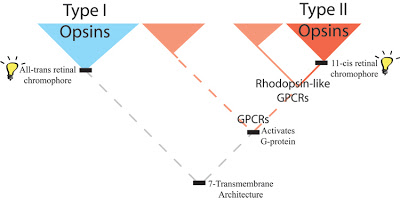 Type I
Opsins
Type II
Opsins
All-trans retinal
chromophore
11-cis retinal
chromophore
Rhodopsin-like
GPCRs
GPCRs
Activates
G-protein
7-Transmembrane
Architecture